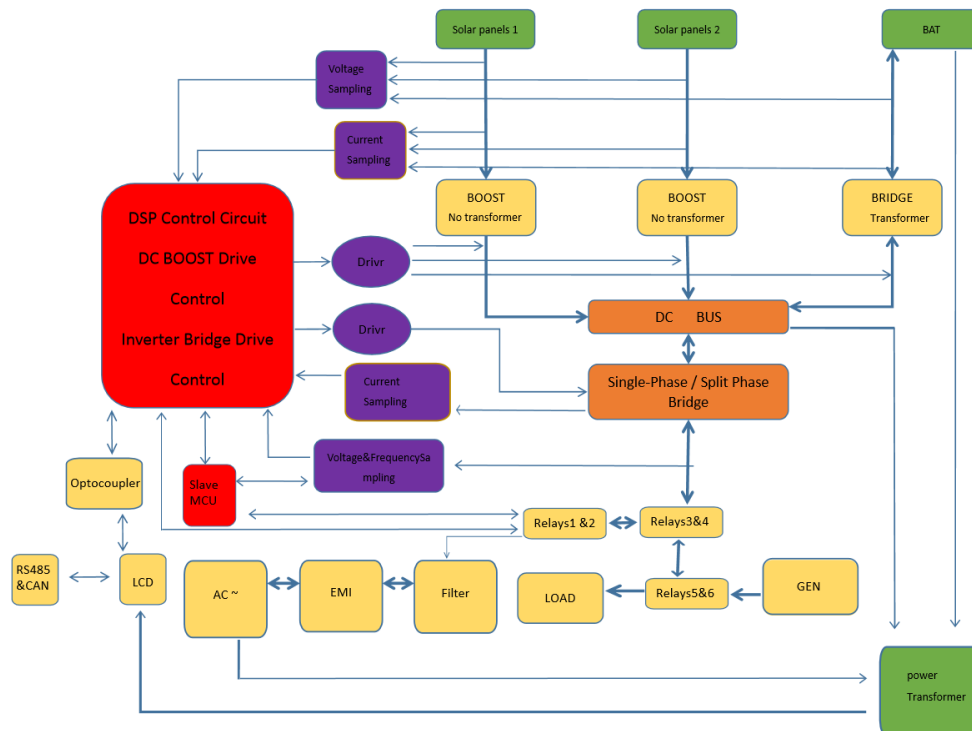 Solar panels 1
Solar panels 2
BAT
Voltage
Sampling
Current
Sampling
BOOST
No transformer
BOOST
No transformer
BRIDGE
Transformer
DSP Control Circuit
DC BOOST Drive
Control
Inverter Bridge Drive
Control
Drivr
Drivr
DC BUS
Current
Sampling
Single-Phase / Split Phase
Bridge
Voltage&FrequencySa
mpling
Optocoupler
Slave
MCU
Relays1 &2
Relays3&4
RS485
&CAN
LCD
AC ~
EMI
Filter
LOAD
Relays5&6
GEN
power
Transformer